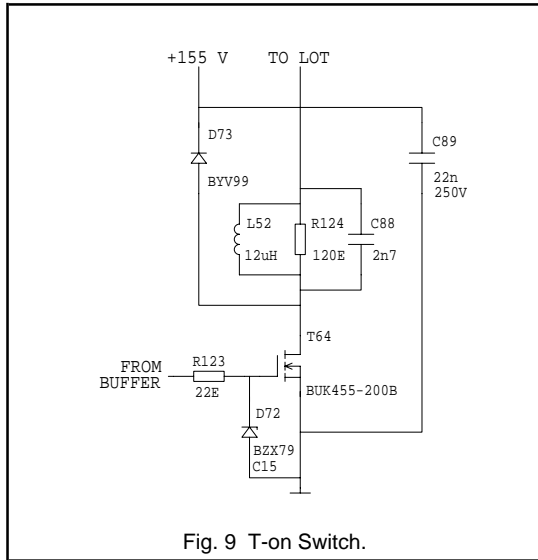 +155 V TO LOT
D73
BYV99
C89
22n
250V
L52
12uH
R124
120E
C88
2n7
T64
FROM
BUFFER
R123
22E
BUK455-200B
D72
BZX79
C15
Fig. 9 T-on Switch.